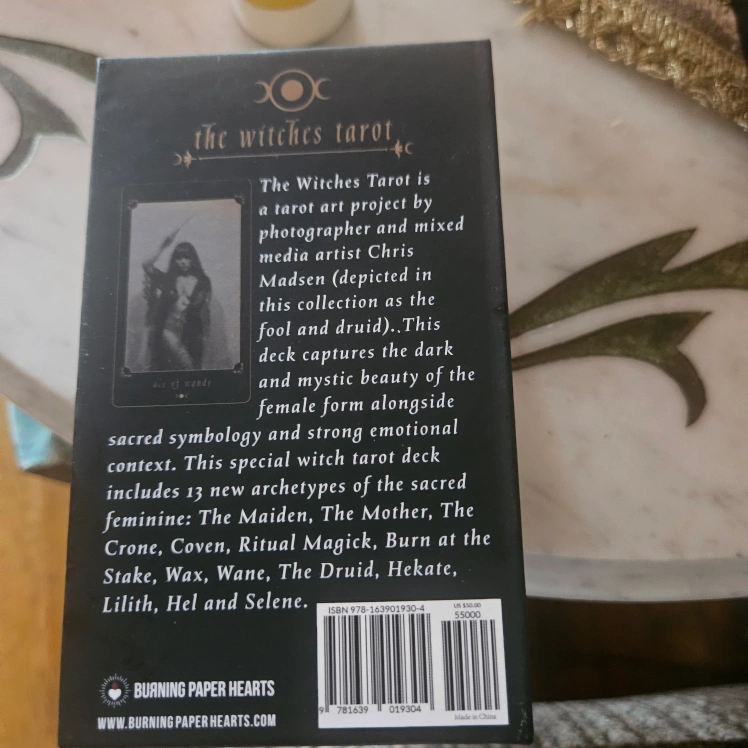 the witches tarot
The Witches Tarot is
a tarot art project by
photographer and mixed
media artist Chris
Madsen (depicted in
this collection as the
fool and druid)..This
deck captures the dark
and mystic beauty of the
female form alongside
ace of wands
sacred symbology and strong emotional
context. This special witch tarot deck
includes 13 new archetypes of the sacred
feminine: The Maiden, The Mother, The
Crone, Coven, Ritual Magick, Burn at the
Stake, Wax, Wane, The Druid, Hekate,
Lilith, Hel and Selene.
ISBN 978-163901930-4
US $50.00
55000
9 781639 019304
Made in China
BURNING PAPER HEARTS
WWW.BURNINGPAPERHEARTS.COM